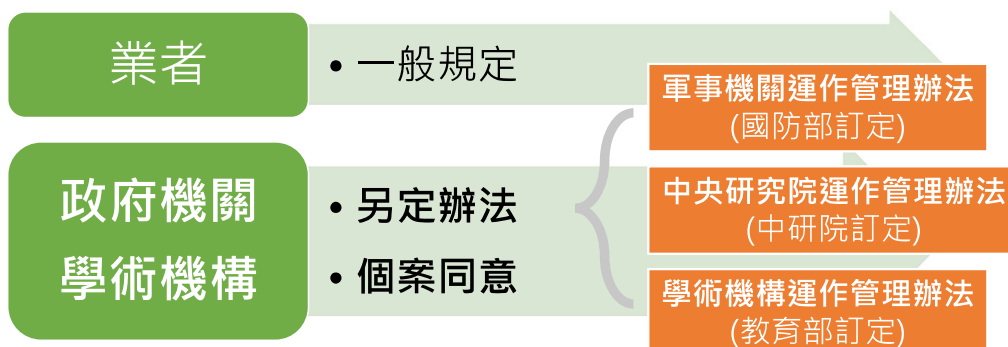 業者
• 一般規定
軍事機關運作管理辦法
(國防部訂定)
政府機關
學術機構
• 另定辦法
• 個案同意
中央研究院運作管理辦法
(中研院訂定)
學術機構運作管理辦法
(教育部訂定)